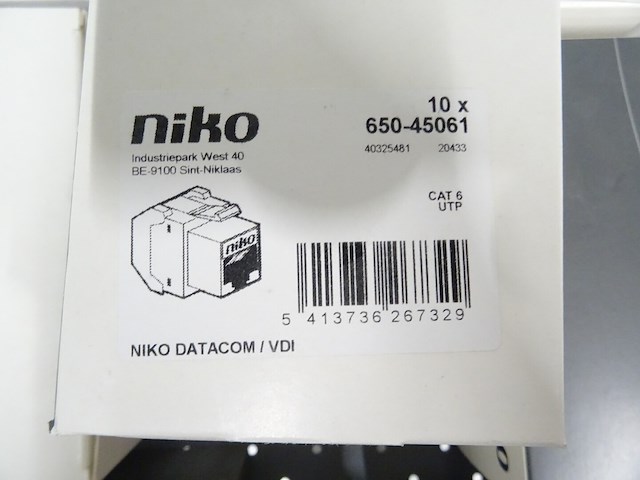 niko
Industriepark West 40
BE-9100 Sint-Niklaas
10 x
650-45061
40325481 20433
CAT 6
UTP
niko
5 413736 267329
NIKO DATACOM / VDI